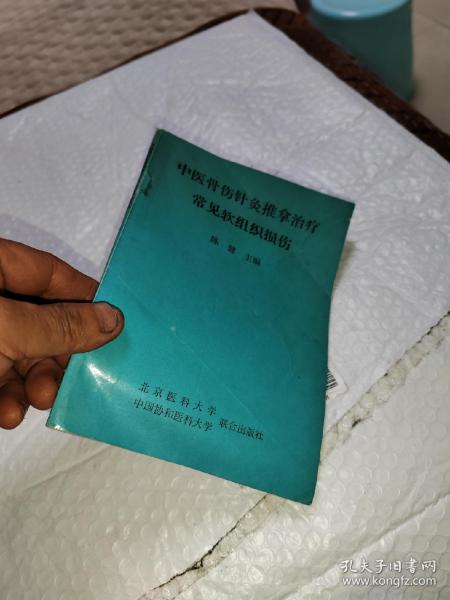 中医骨伤针灸推拿治疗
常见软组织损伤
陈健 主编
北京医科大学
中国协和医科大学 联合出版社
孔夫子旧书网
www.kongfz.com